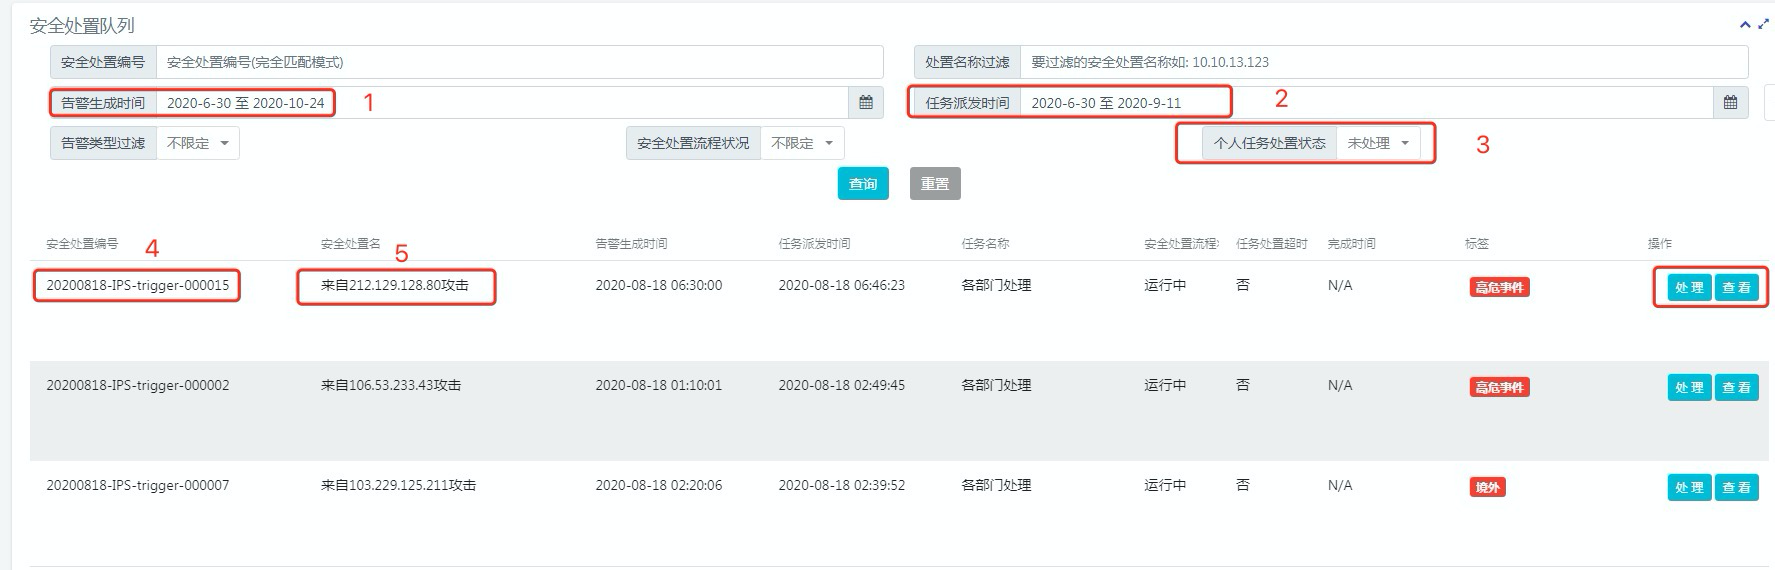 安全处置队列
安全处置编号 安全处置编号(完全匹配模式) 处置名称过滤 要过滤的安全处置名称如: 10.10.13.123
告警生成时间 2020-6-30 至 2020-10-24 1 任务派发时间 2020-6-30 至 2020-9-11 2
告警类型过滤 不限定 安全处置流程状况 不限定 个人任务处置状态 未处理 3
查询 重置
安全处置编号 4 安全处置名 5 告警生成时间 任务派发时间 任务名称 安全处置流程 任务处置超时 完成时间 标签 操作
20200818-IPS-trigger-000015 来自212.129.128.80攻击 2020-08-18 06:30:00 2020-08-18 06:46:23 各部门处理 运行中 否 N/A 高危事件 处理 查看
20200818-IPS-trigger-000002 来自106.53.233.43攻击 2020-08-18 01:10:01 2020-08-18 02:49:45 各部门处理 运行中 否 N/A 高危事件 处理 查看
20200818-IPS-trigger-000007 来自103.229.125.211攻击 2020-08-18 02:20:06 2020-08-18 02:39:52 各部门处理 运行中 否 N/A 境外 处理 查看